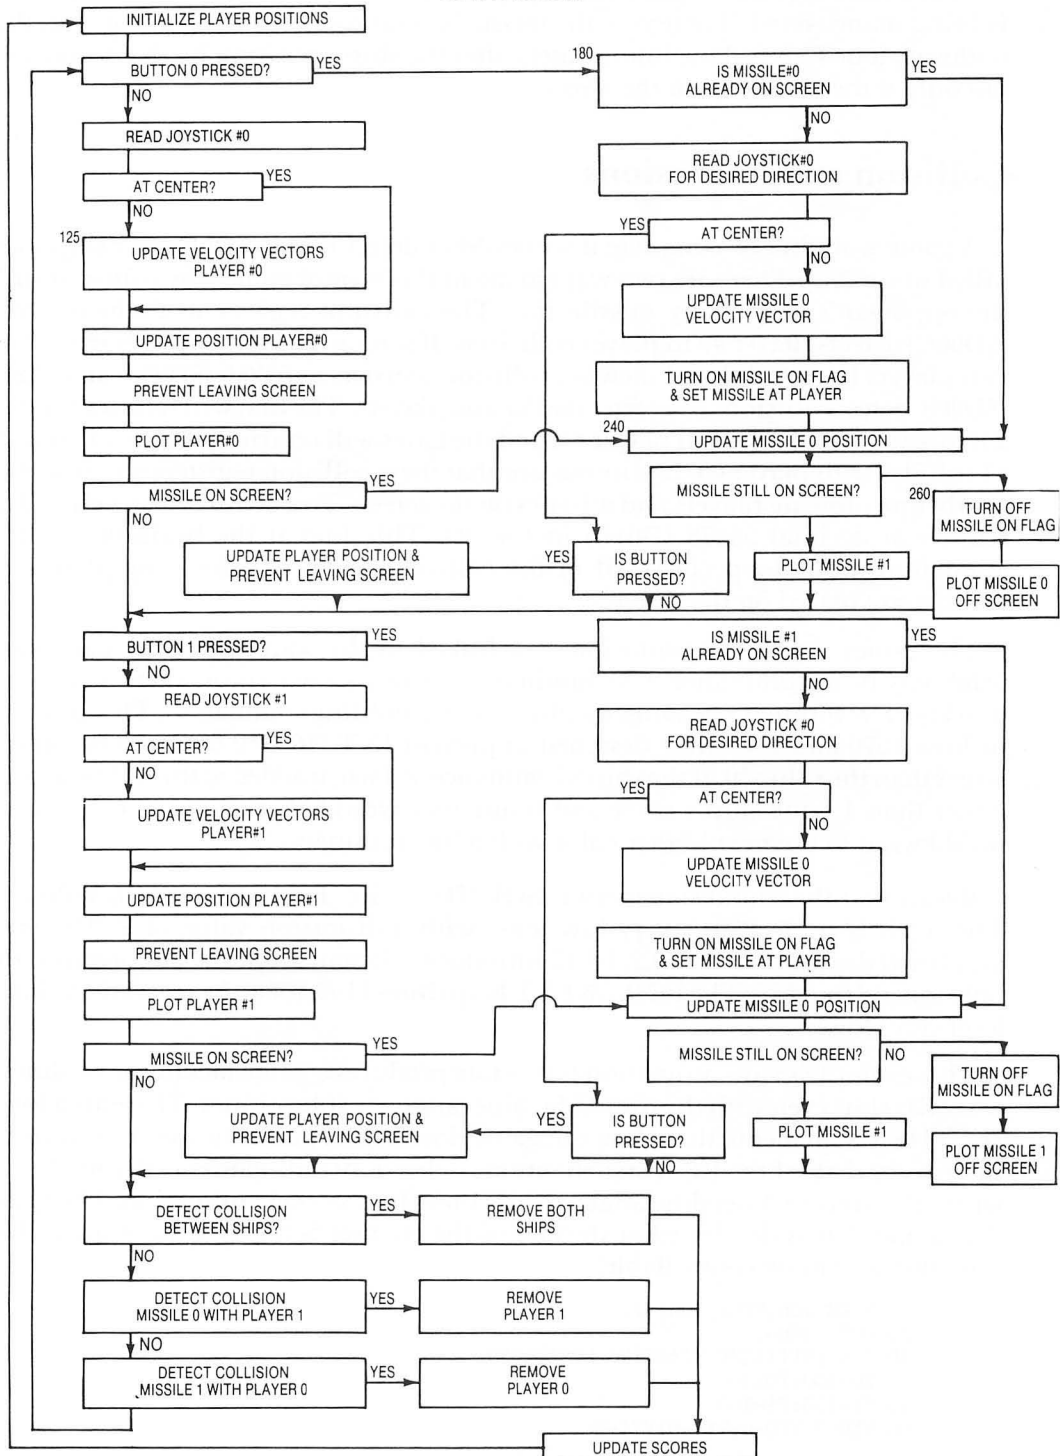 INITIALIZE PLAYER POSITIONS
BUTTON 0 PRESSED?
YES
NO
READ JOYSTICK #0
AT CENTER?
YES
NO
125
UPDATE VELOCITY VECTORS
PLAYER #0
UPDATE POSITION PLAYER#0
PREVENT LEAVING SCREEN
PLOT PLAYER#0
MISSILE ON SCREEN?
YES
NO
180
IS MISSILE#0
ALREADY ON SCREEN
YES
NO
READ JOYSTICK#0
FOR DESIRED DIRECTION
YES
AT CENTER?
NO
UPDATE MISSILE 0
VELOCITY VECTOR
TURN ON MISSILE ON FLAG
& SET MISSILE AT PLAYER
240
UPDATE MISSILE 0 POSITION
MISSILE STILL ON SCREEN?
260
TURN OFF
MISSILE ON FLAG
UPDATE PLAYER POSITION &
PREVENT LEAVING SCREEN
YES
IS BUTTON
PRESSED?
NO
PLOT MISSILE #1
PLOT MISSILE 0
OFF SCREEN
BUTTON 1 PRESSED?
YES
NO
READ JOYSTICK #1
AT CENTER?
YES
NO
UPDATE VELOCITY VECTORS
PLAYER#1
UPDATE POSITION PLAYER#1
PREVENT LEAVING SCREEN
PLOT PLAYER #1
MISSILE ON SCREEN?
YES
NO
IS MISSILE #1
ALREADY ON SCREEN
YES
NO
READ JOYSTICK #0
FOR DESIRED DIRECTION
YES
AT CENTER?
NO
UPDATE MISSILE 0
VELOCITY VECTOR
TURN ON MISSILE ON FLAG
& SET MISSILE AT PLAYER
UPDATE MISSILE 0 POSITION
MISSILE STILL ON SCREEN?
NO
TURN OFF
MISSILE ON FLAG
UPDATE PLAYER POSITION &
PREVENT LEAVING SCREEN
YES
IS BUTTON
PRESSED?
NO
PLOT MISSILE #1
PLOT MISSILE 1
OFF SCREEN
DETECT COLLISION
BETWEEN SHIPS?
YES
REMOVE BOTH
SHIPS
NO
DETECT COLLISION
MISSILE 0 WITH PLAYER 1
YES
REMOVE
PLAYER 1
NO
DETECT COLLISION
MISSILE 1 WITH PLAYER 0
YES
REMOVE
PLAYER 0
UPDATE SCORES